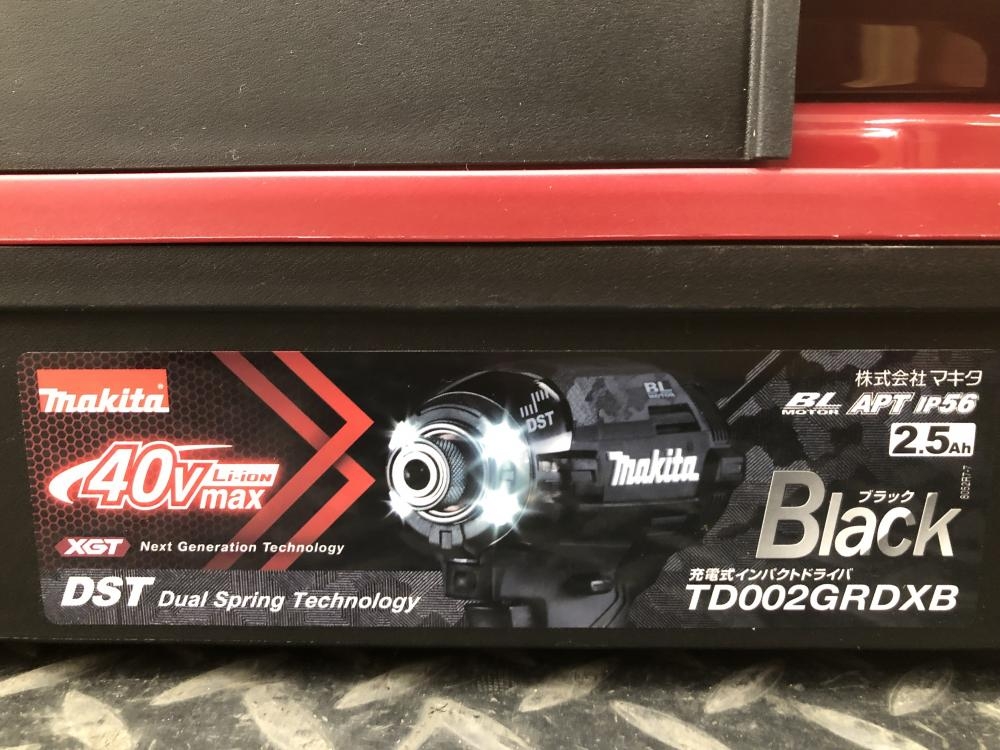 makita
40Vmax Li-ion
XGT Next Generation Technology
DST Dual Spring Technology
DST
BL MOTOR
makita
株式会社 マキタ
BL MOTOR APT IP56
2.5Ah
ブラック
Black
充電式インパクトドライバ
TD002GRDXB